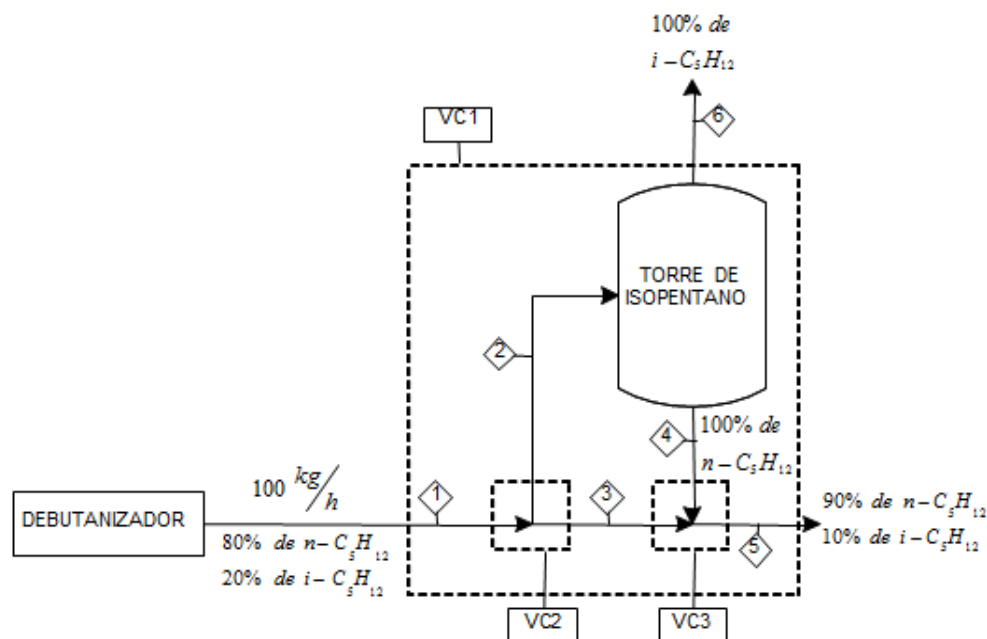 100% de
i – C₅H₁₂
6
VC1
TORRE DE
ISOPENTANO
2
4
100% de
n – C₅H₁₂
100 kg/h
1
3
DEBUTANIZADOR
90% de n – C₅H₁₂
80% de n – C₅H₁₂
10% de i – C₅H₁₂
5
20% de i – C₅H₁₂
VC2
VC3